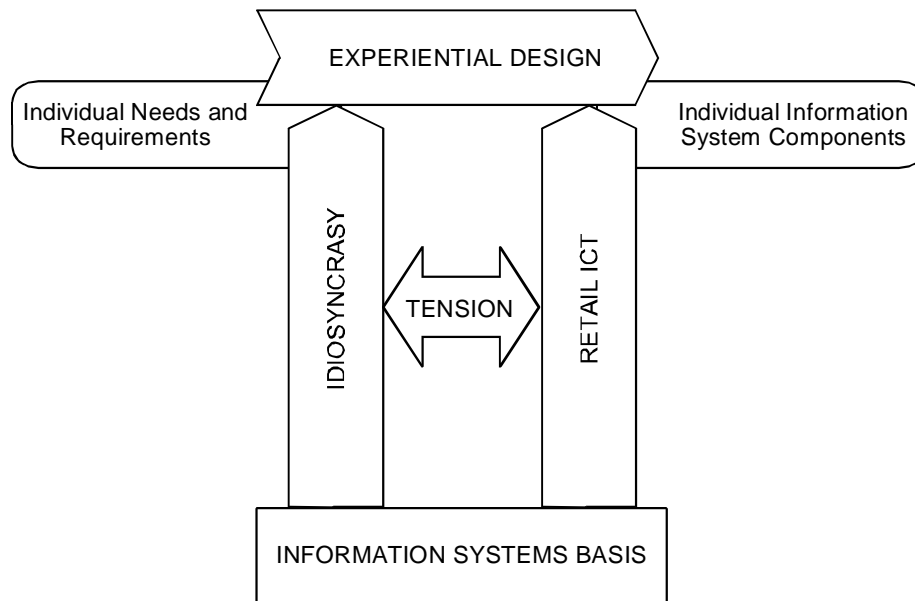 EXPERIENTIAL DESIGN
Individual Needs and
Requirements
Individual Information
System Components
IDIOSYNCRASY
TENSION
RETAIL ICT
INFORMATION SYSTEMS BASIS